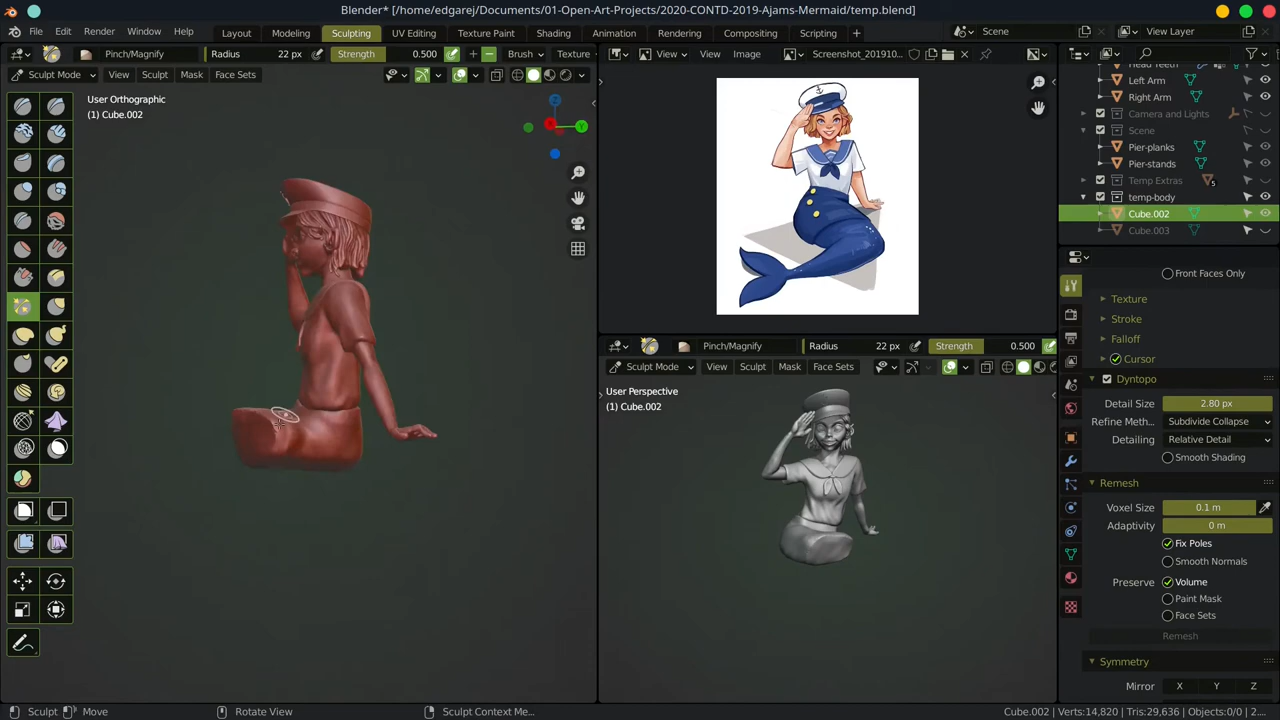 Blender* [/home/edgarej/Documents/01-Open-Art-Projects/2020-CONTD-2019-Ajams-Mermaid/temp.blend]
File Edit Render Window Help
Layout Modeling Sculpting UV Editing Texture Paint Shading Animation Rendering Compositing Scripting
Scene
View Layer
Pinch/Magnify Radius 22 px Strength 0.500 Brush Texture
View View Image Screenshot_201910...
Sculpt Mode View Sculpt Mask Face Sets
User Orthographic
(1) Cube.002
Head Teeth
Left Arm
Right Arm
Camera and Lights
Scene
Pier-planks
Pier-stands
Temp Extras 5
temp-body
Cube.002
Cube.003
Pinch/Magnify Radius 22 px Strength 0.500
Sculpt Mode View Sculpt Mask Face Sets
User Perspective
(1) Cube.002
Front Faces Only
Texture
Stroke
Falloff
Cursor
Dyntopo
Detail Size 2.80 px
Refine Meth... Subdivide Collapse
Detailing Relative Detail
Smooth Shading
Remesh
Voxel Size 0.1 m
Adaptivity 0 m
Fix Poles
Smooth Normals
Preserve Volume
Paint Mask
Face Sets
Remesh
Symmetry
Mirror X Y Z
Sculpt Move Rotate View Sculpt Context Me...
Cube.002 | Verts:14,820 | Tris:29,636 | Objects:0/0 | 2....